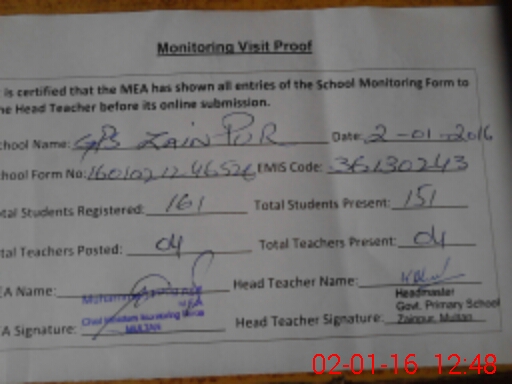 Monitoring Visit Proof
is certified that the MEA has shown all entries of the School Monitoring Form to
he Head Teacher before its online submission.
chool Name: GPS ZAIN PUR Date: 2-01-2016
chool Form No: EMIS Code: 36130243
tal Students Registered: 161 Total Students Present: 151
tal Teachers Posted: 04 Total Teachers Present: 04
EA Name: Head Teacher Name:
Headmaster
Govt. Primary School
A Signature: MULTAN Head Teacher Signature: Zainpur, Multan
02-01-16 12:48